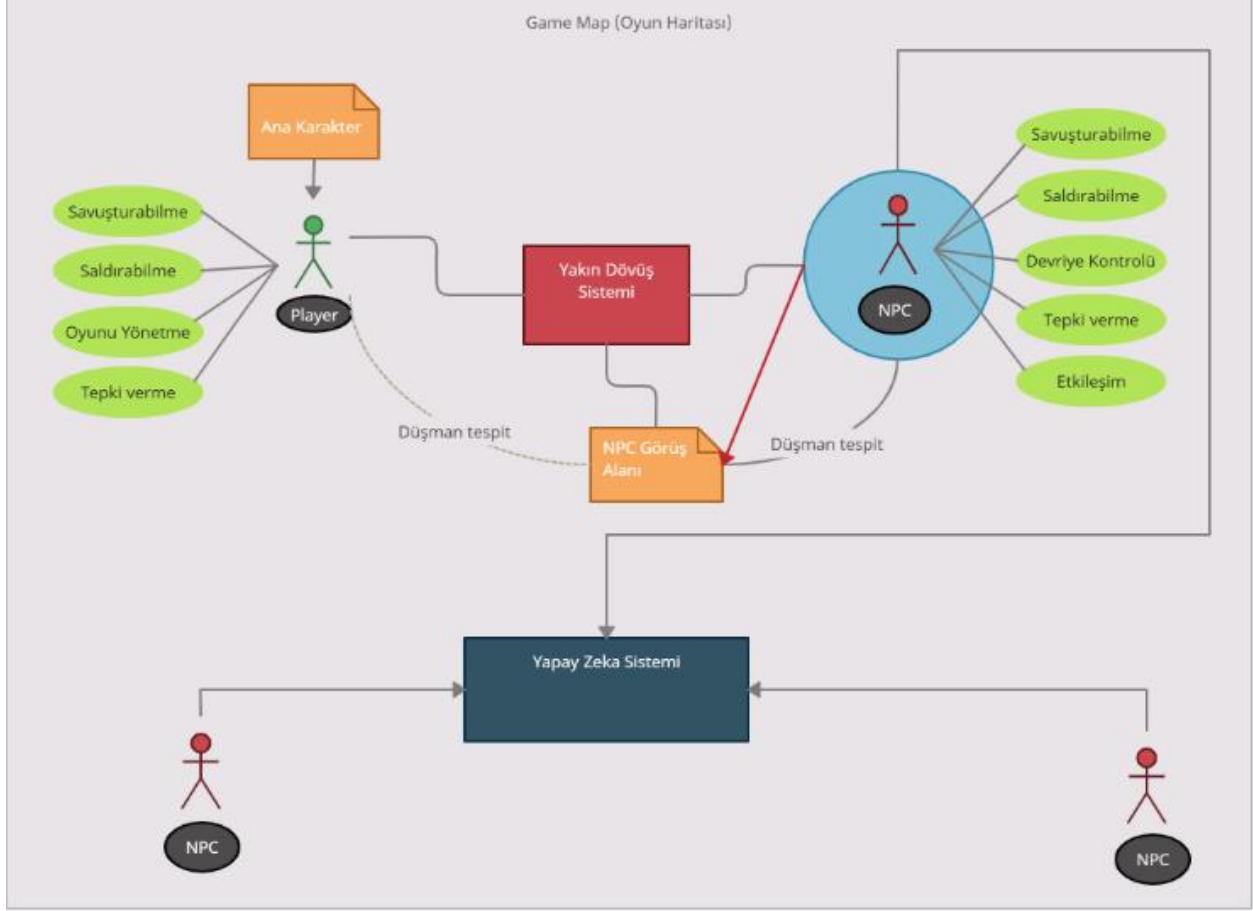 Game Map (Oyun Haritası)
Ana Karakter
Savuşturabilme
Saldırabilme
Oyunu Yönetme
Tepki verme
Player
Yakın Dövüş
Sistemi
NPC
Savuşturabilme
Saldırabilme
Devriye Kontrolü
Tepki verme
Etkileşim
Düşman tespit
NPC Görüş
Alanı
Düşman tespit
Yapay Zeka Sistemi
NPC
NPC